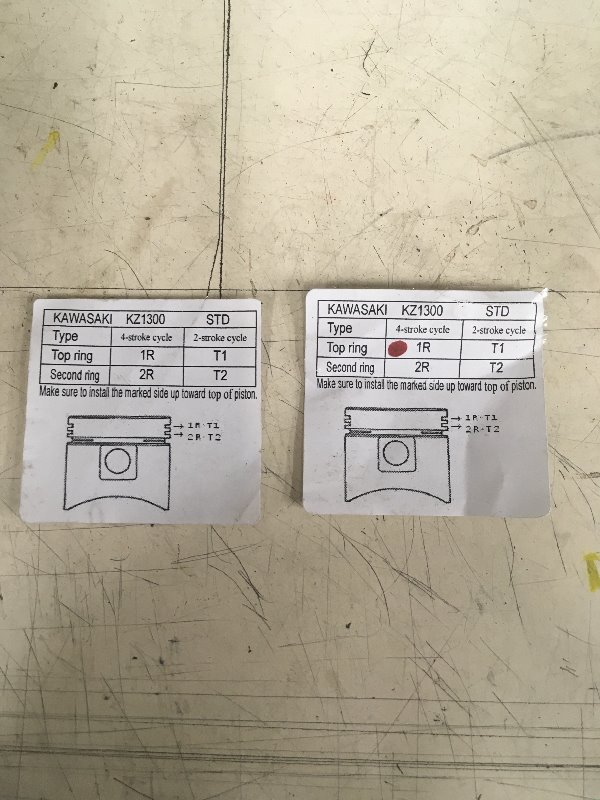 KAWASAKI KZ1300 STD
Type 4-stroke cycle 2-stroke cycle
Top ring 1R T1
Second ring 2R T2
Make sure to install the marked side up toward top of piston.
→ 1R·T1
→ 2R·T2
KAWASAKI KZ1300 STD
Type 4-stroke cycle 2-stroke cycle
Top ring 1R T1
Second ring 2R T2
Make sure to install the marked side up toward top of piston.
→ 1R·T1
→ 2R·T2